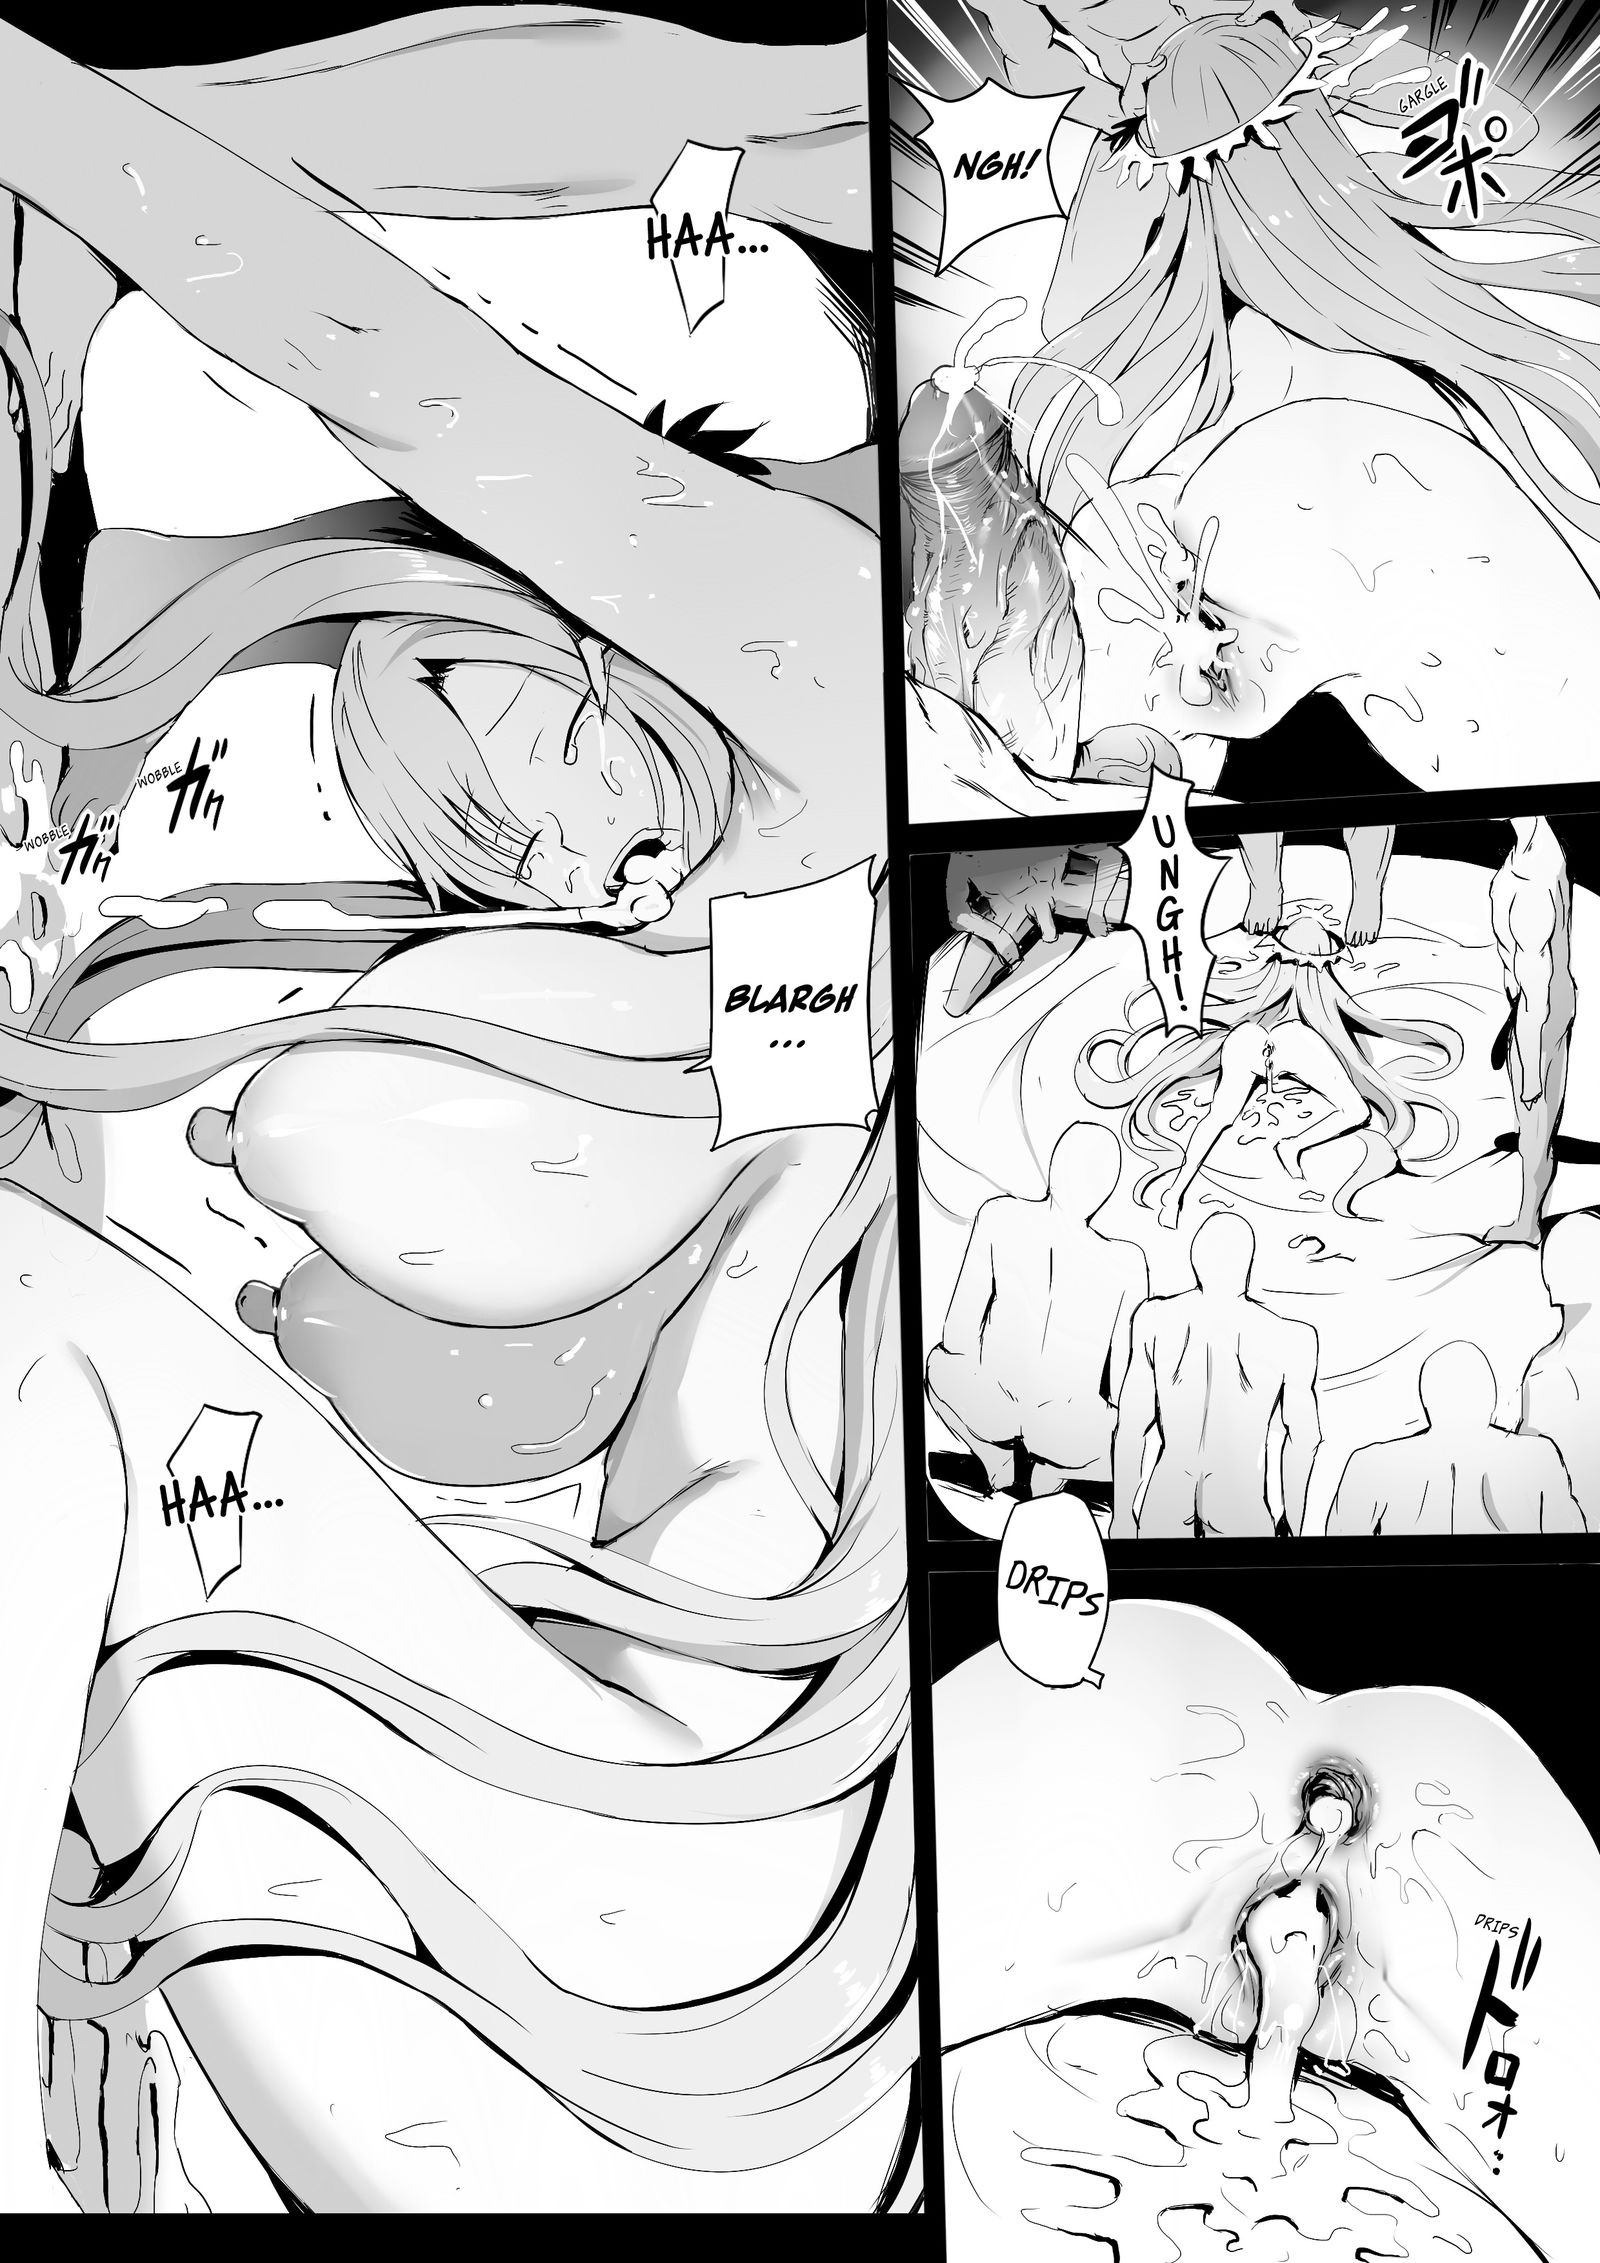 NGH!
GARGLE
ゴポ
UNGH!
DRIPS
DRIPS
ドロォ…
HAA...
WOBBLE
ガク
WOBBLE
ガク
BLARGH
...
HAA...